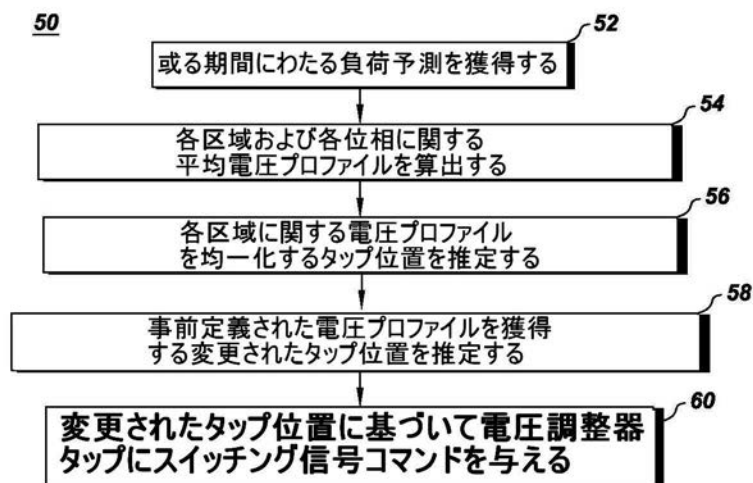 50
52
或る期間にわたる負荷予測を獲得する
54
各区域および各位相に関する
平均電圧プロファイルを算出する
56
各区域に関する電圧プロファイル
を均一化するタップ位置を推定する
58
事前定義された電圧プロファイルを獲得
する変更されたタップ位置を推定する
60
変更されたタップ位置に基づいて電圧調整器
タップにスイッチング信号コマンドを与える